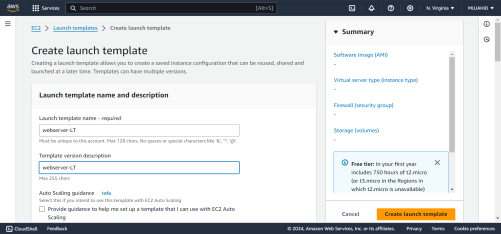 aws
Services
Search
[Alt+S]
N. Virginia
MUJAHID
EC2 > Launch templates > Create launch template
Create launch template
Creating a launch template allows you to create a saved instance configuration that can be reused, shared and
launched at a later time. Templates can have multiple versions.
Launch template name and description
Launch template name - required
webserver-LT
Must be unique to this account. Max 128 chars. No spaces or special characters like '&', '*', '@'.
Template version description
webserver-LT
Max 255 chars
Auto Scaling guidance Info
Select this if you intend to use this template with EC2 Auto Scaling
Provide guidance to help me set up a template that I can use with EC2 Auto
Scaling
Summary
Software Image (AMI)
-
Virtual server type (instance type)
-
Firewall (security group)
-
Storage (volumes)
-
Free tier: In your first year
includes 750 hours of t2.micro
(or t3.micro in the Regions in
which t2.micro is unavailable)
Cancel
Create launch template
CloudShell
Feedback
© 2024, Amazon Web Services, Inc. or its affiliates.
Privacy
Terms
Cookie preferences